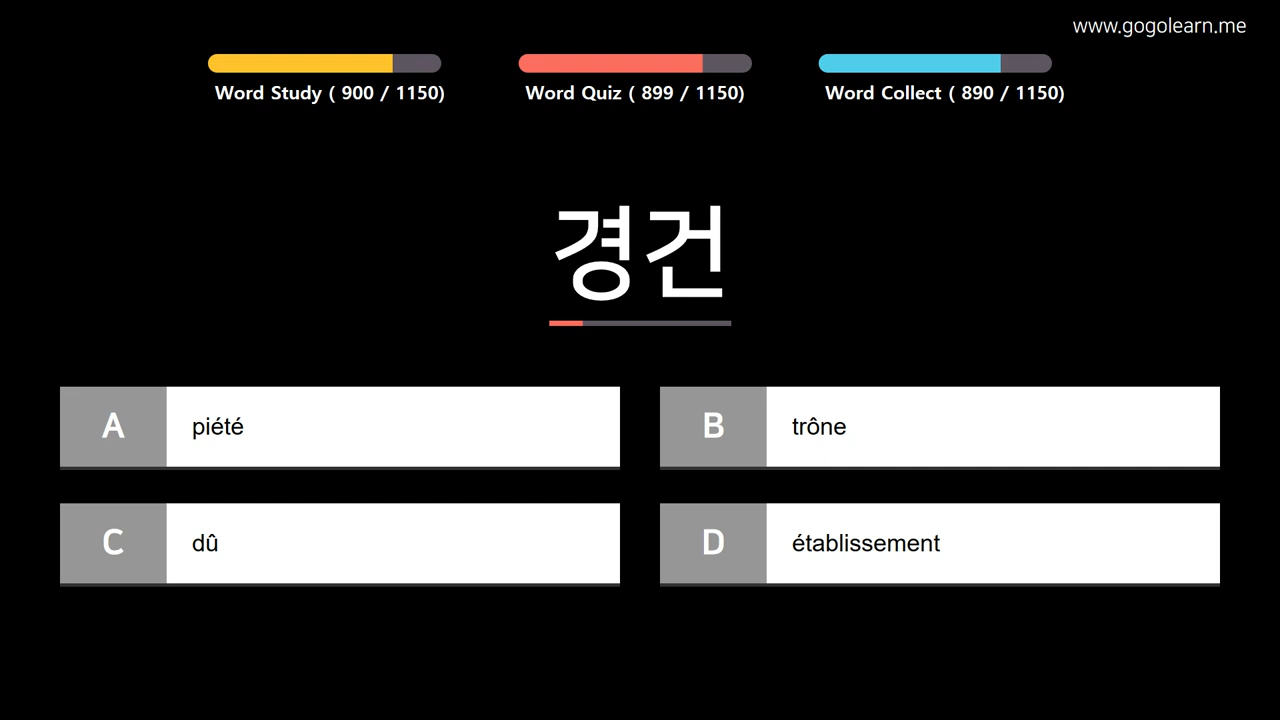 www.gogolearn.me
Word Study ( 900 / 1150)
Word Quiz ( 899 / 1150)
Word Collect ( 890 / 1150)
경건
A piété
B trône
C dû
D établissement